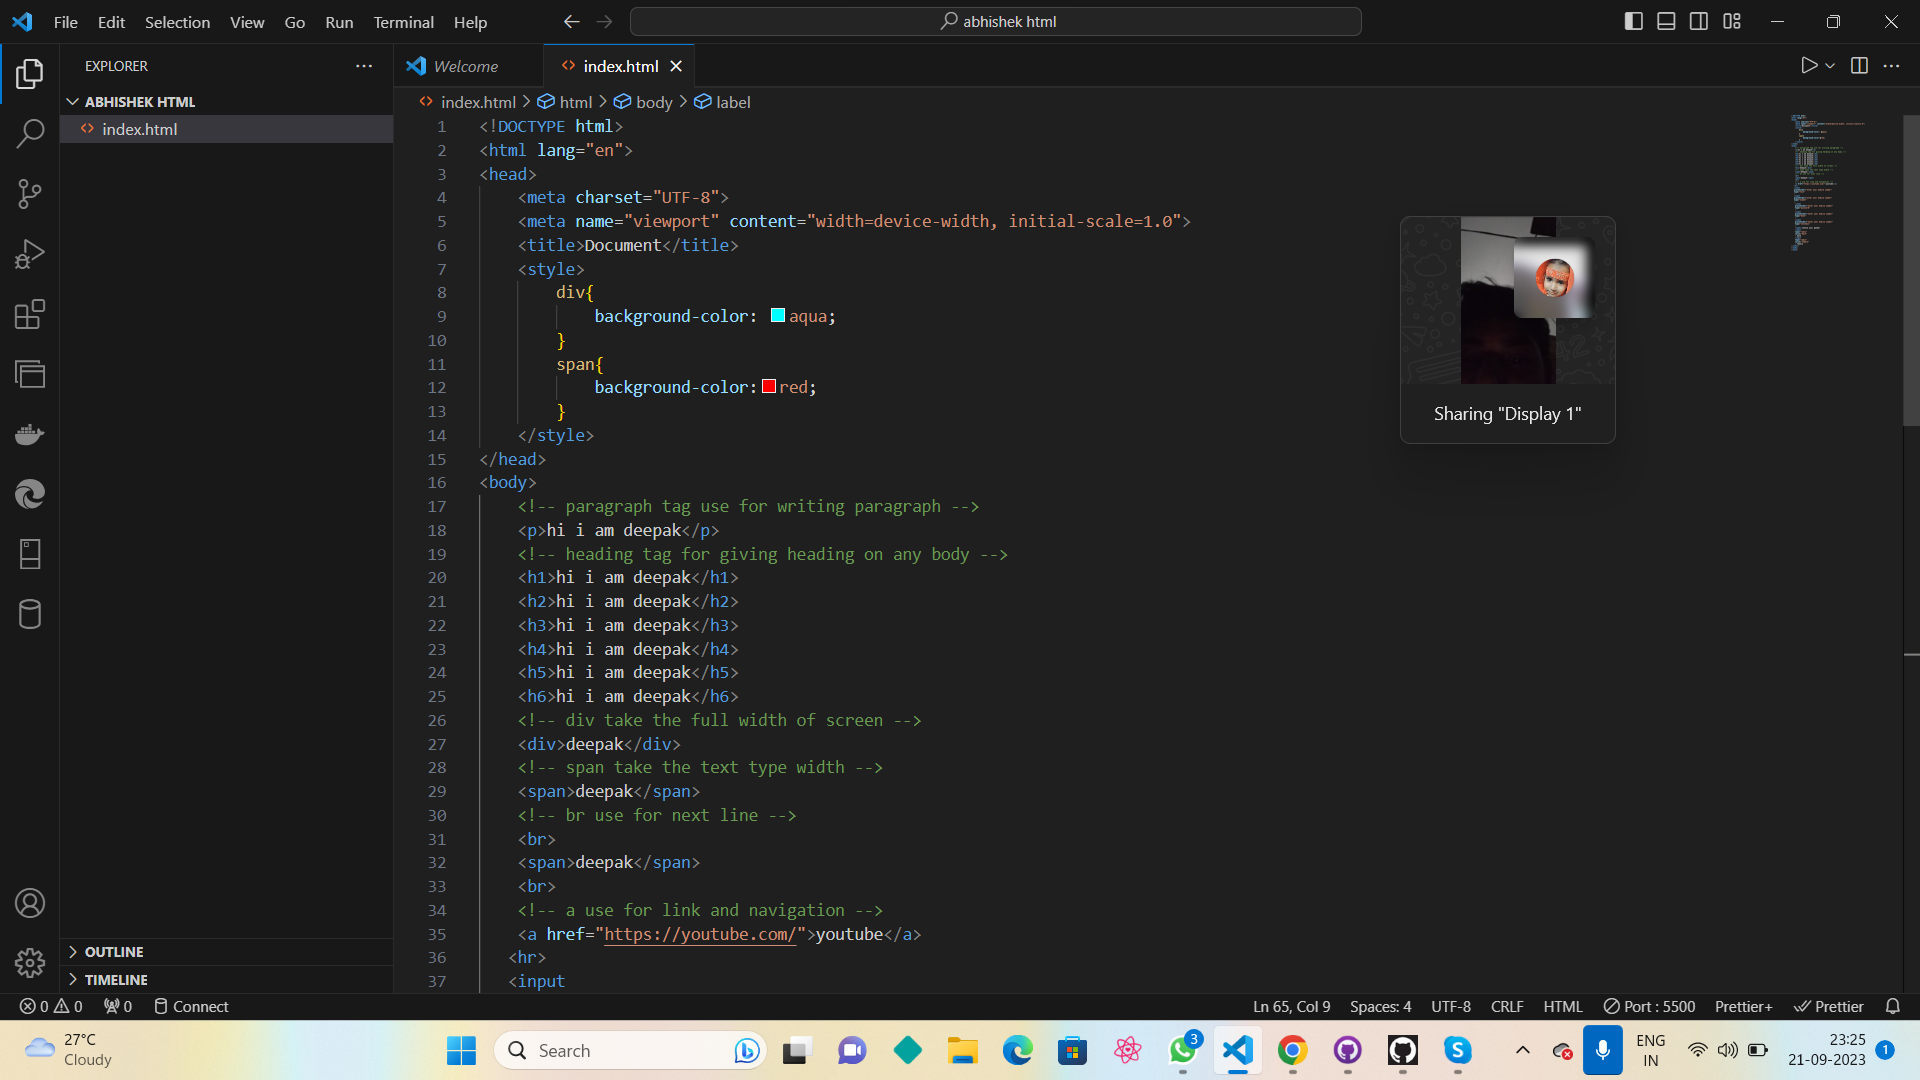 File Edit Selection View Go Run Terminal Help abhishek html
EXPLORER
ABHISHEK HTML
index.html
OUTLINE
TIMELINE
Welcome index.html
index.html > html > body > label
1 <!DOCTYPE html>
2 <html lang="en">
3 <head>
4 <meta charset="UTF-8">
5 <meta name="viewport" content="width=device-width, initial-scale=1.0">
6 <title>Document</title>
7 <style>
8 div{
9 background-color: aqua;
10 }
11 span{
12 background-color: red;
13 }
14 </style>
15 </head>
16 <body>
17 <!-- paragraph tag use for writing paragraph -->
18 <p>hi i am deepak</p>
19 <!-- heading tag for giving heading on any body -->
20 <h1>hi i am deepak</h1>
21 <h2>hi i am deepak</h2>
22 <h3>hi i am deepak</h3>
23 <h4>hi i am deepak</h4>
24 <h5>hi i am deepak</h5>
25 <h6>hi i am deepak</h6>
26 <!-- div take the full width of screen -->
27 <div>deepak</div>
28 <!-- span take the text type width -->
29 <span>deepak</span>
30 <!-- br use for next line -->
31 <br>
32 <span>deepak</span>
33 <br>
34 <!-- a use for link and navigation -->
35 <a href="https://youtube.com/">youtube</a>
36 <hr>
37 <input
Sharing "Display 1"
0 0 0 Connect Ln 65, Col 9 Spaces: 4 UTF-8 CRLF HTML Port : 5500 Prettier+ Prettier
27°C
Cloudy
Search
3
ENG
IN
23:25
21-09-2023
1